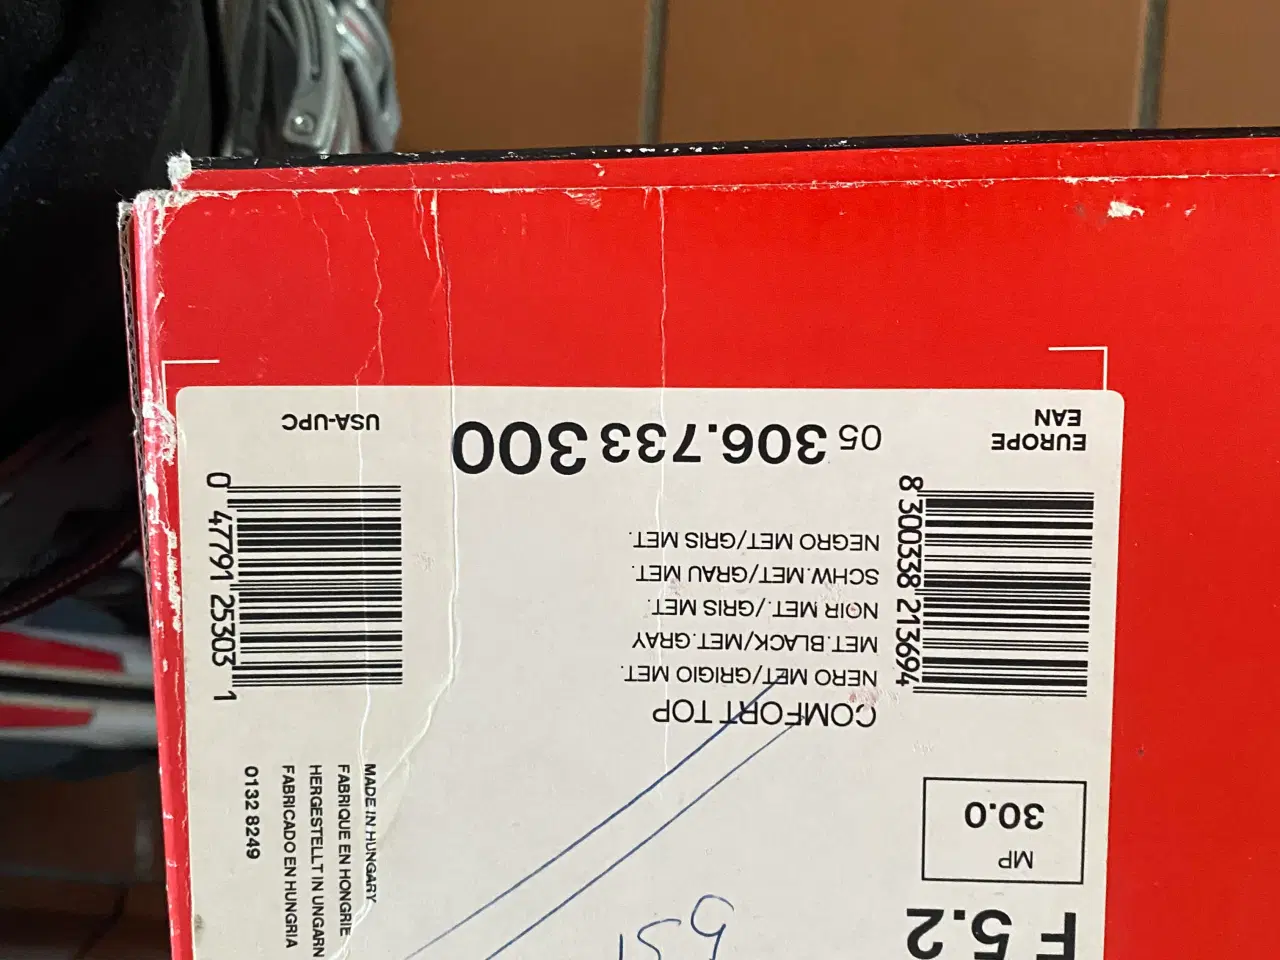 F 5.2
MP
30.0
MADE IN HUNGARY
FABRIQUE EN HONGRIE
HERGESTELLT IN UNGARN
FABRICADO EN HUNGRIA
0132 8249
COMFORT TOP
NERO MET/GRIGIO MET.
MET.BLACK/MET.GRAY
NOIR MET./GRIS MET.
SCHW.MET/GRAU MET.
NEGRO MET/GRIS MET.
8 300338 213694
0 47791 25303 1
EUROPE
EAN
05 306.733 300
USA-UPC